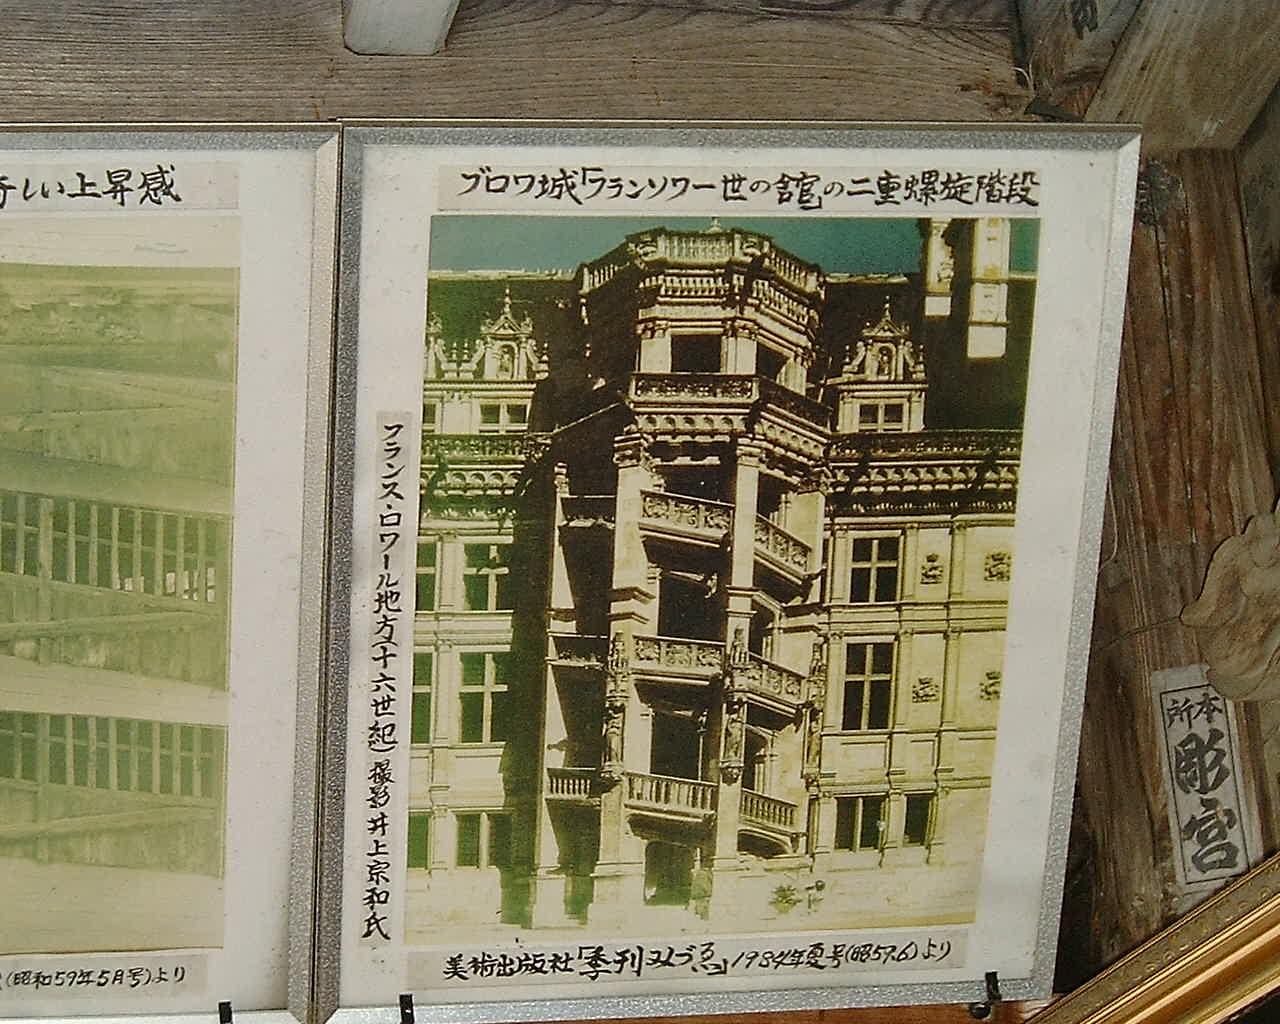 しい上昇感
(昭和59年5月号)より
ブロワ城「フランソワ一世の館」の二重螺旋階段
フランス・ロワール地方(十六世紀) 撮影 井上宗和氏
美術出版社「季刊みづゑ」1984年夏号(昭59.6)より
本所
彫宮